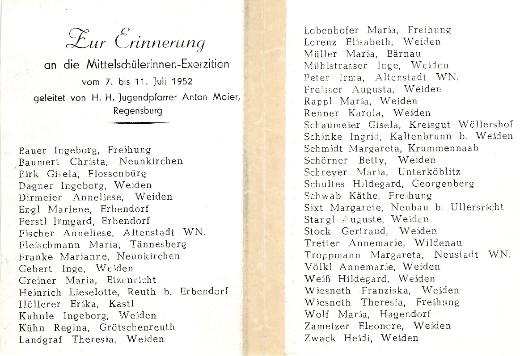 Zur Erinnerung
an die Mittelschülerinnen-Exerzitien
vom 7. bis 11. Juli 1952
geleitet von H. H. Jugendpfarrer Anton Maier,
Regensburg
Bauer Ingeborg, Freihung
Baumert Christa, Neunkirchen
Birk Gisela, Flossenbürg
Dagner Ingeborg, Weiden
Dirmeier Anneliese, Weiden
Engl Marlene, Erbendorf
Ferstl Irmgard, Erbendorf
Fischer Anneliese, Altenstadt WN.
Fleischmann Maria, Tännesberg
Franke Marianne, Neunkirchen
Gebert Inge, Weiden
Greiner Maria, Etzenricht
Heinrich Lieselotte, Reuth b. Erbendorf
Höllerer Erika, Kastl
Kuhnle Ingeborg, Weiden
Kühn Regina, Grötschenreuth
Landgraf Theresia, Weiden
Lobenhofer Maria, Freihung
Lorenz Elisabeth, Weiden
Müller Maria, Bärnau
Mühlstrasser Inge, Weiden
Peter Irma, Altenstadt WN.
Preisser Augusta, Weiden
Rappl Maria, Weiden
Renner Karola, Weiden
Schaumeier Gisela, Kreisgut Wöllershof
Schinke Ingrid, Kaltenbrunn b. Weiden
Schmidt Margareta, Krummennaab
Schörner Betty, Weiden
Schreyer Maria, Unterköblitz
Schultes Hildegard, Georgenberg
Schwab Käthe, Freihung
Sixt Margarete, Neubau b. Ullersricht
Stangl Auguste, Weiden
Stock Gertraud, Weiden
Tretter Annemarie, Wildenau
Troppmann Margareta, Neustadt WN.
Völkl Annemarie, Weiden
Weiß Hildegard, Weiden
Wiesneth Franziska, Weiden
Wiesneth Theresia, Freihung
Wolf Maria, Hagendorf
Zametzer Eleonore, Weiden
Zwack Heidi, Weiden